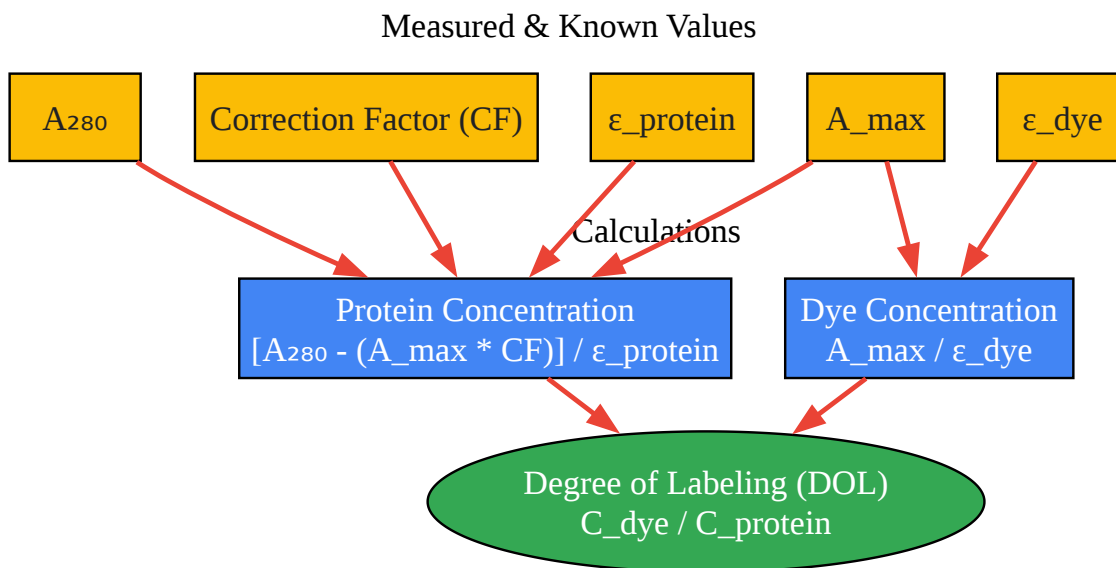 Measured & Known Values
A₂₈₀
Correction Factor (CF)
ε_protein
A_max
ε_dye
Calculations
Protein Concentration
[A₂₈₀ - (A_max * CF)] / ε_protein
Dye Concentration
A_max / ε_dye
Degree of Labeling (DOL)
C_dye / C_protein